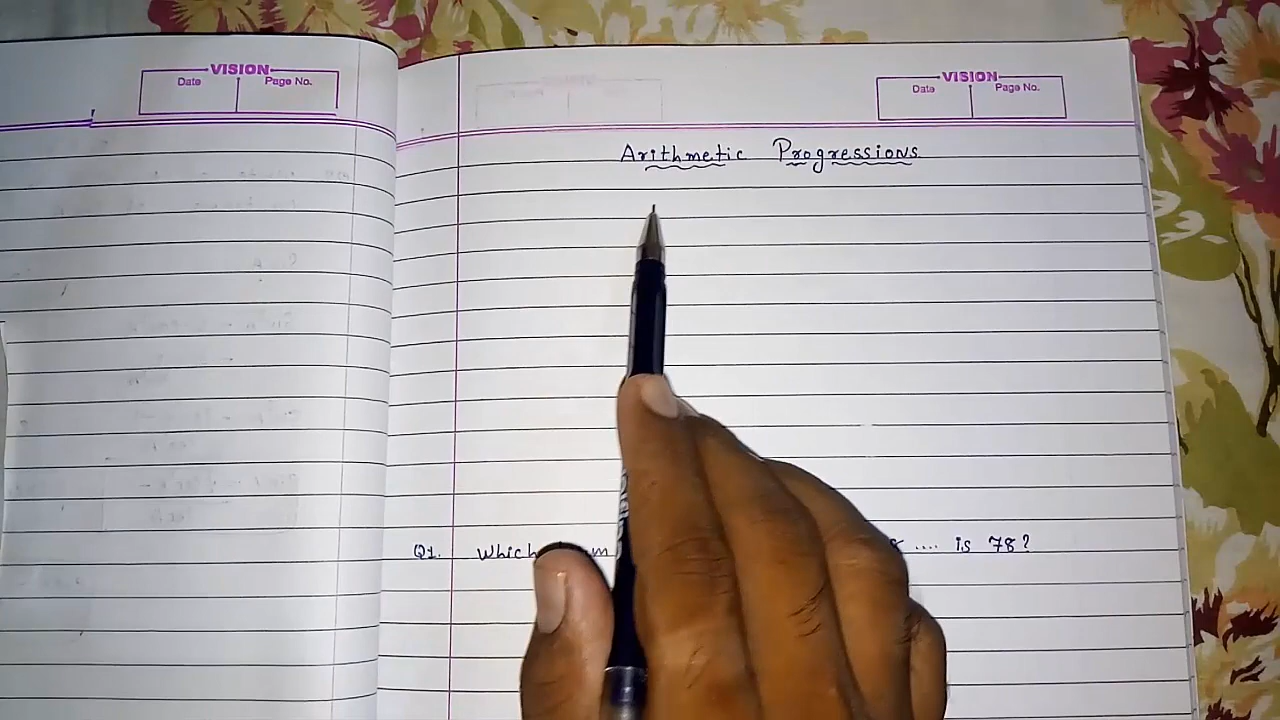 VISION
Date Page No.
VISION
Date Page No.
Arithmetic Progressions
Q1. Which .... is 78?